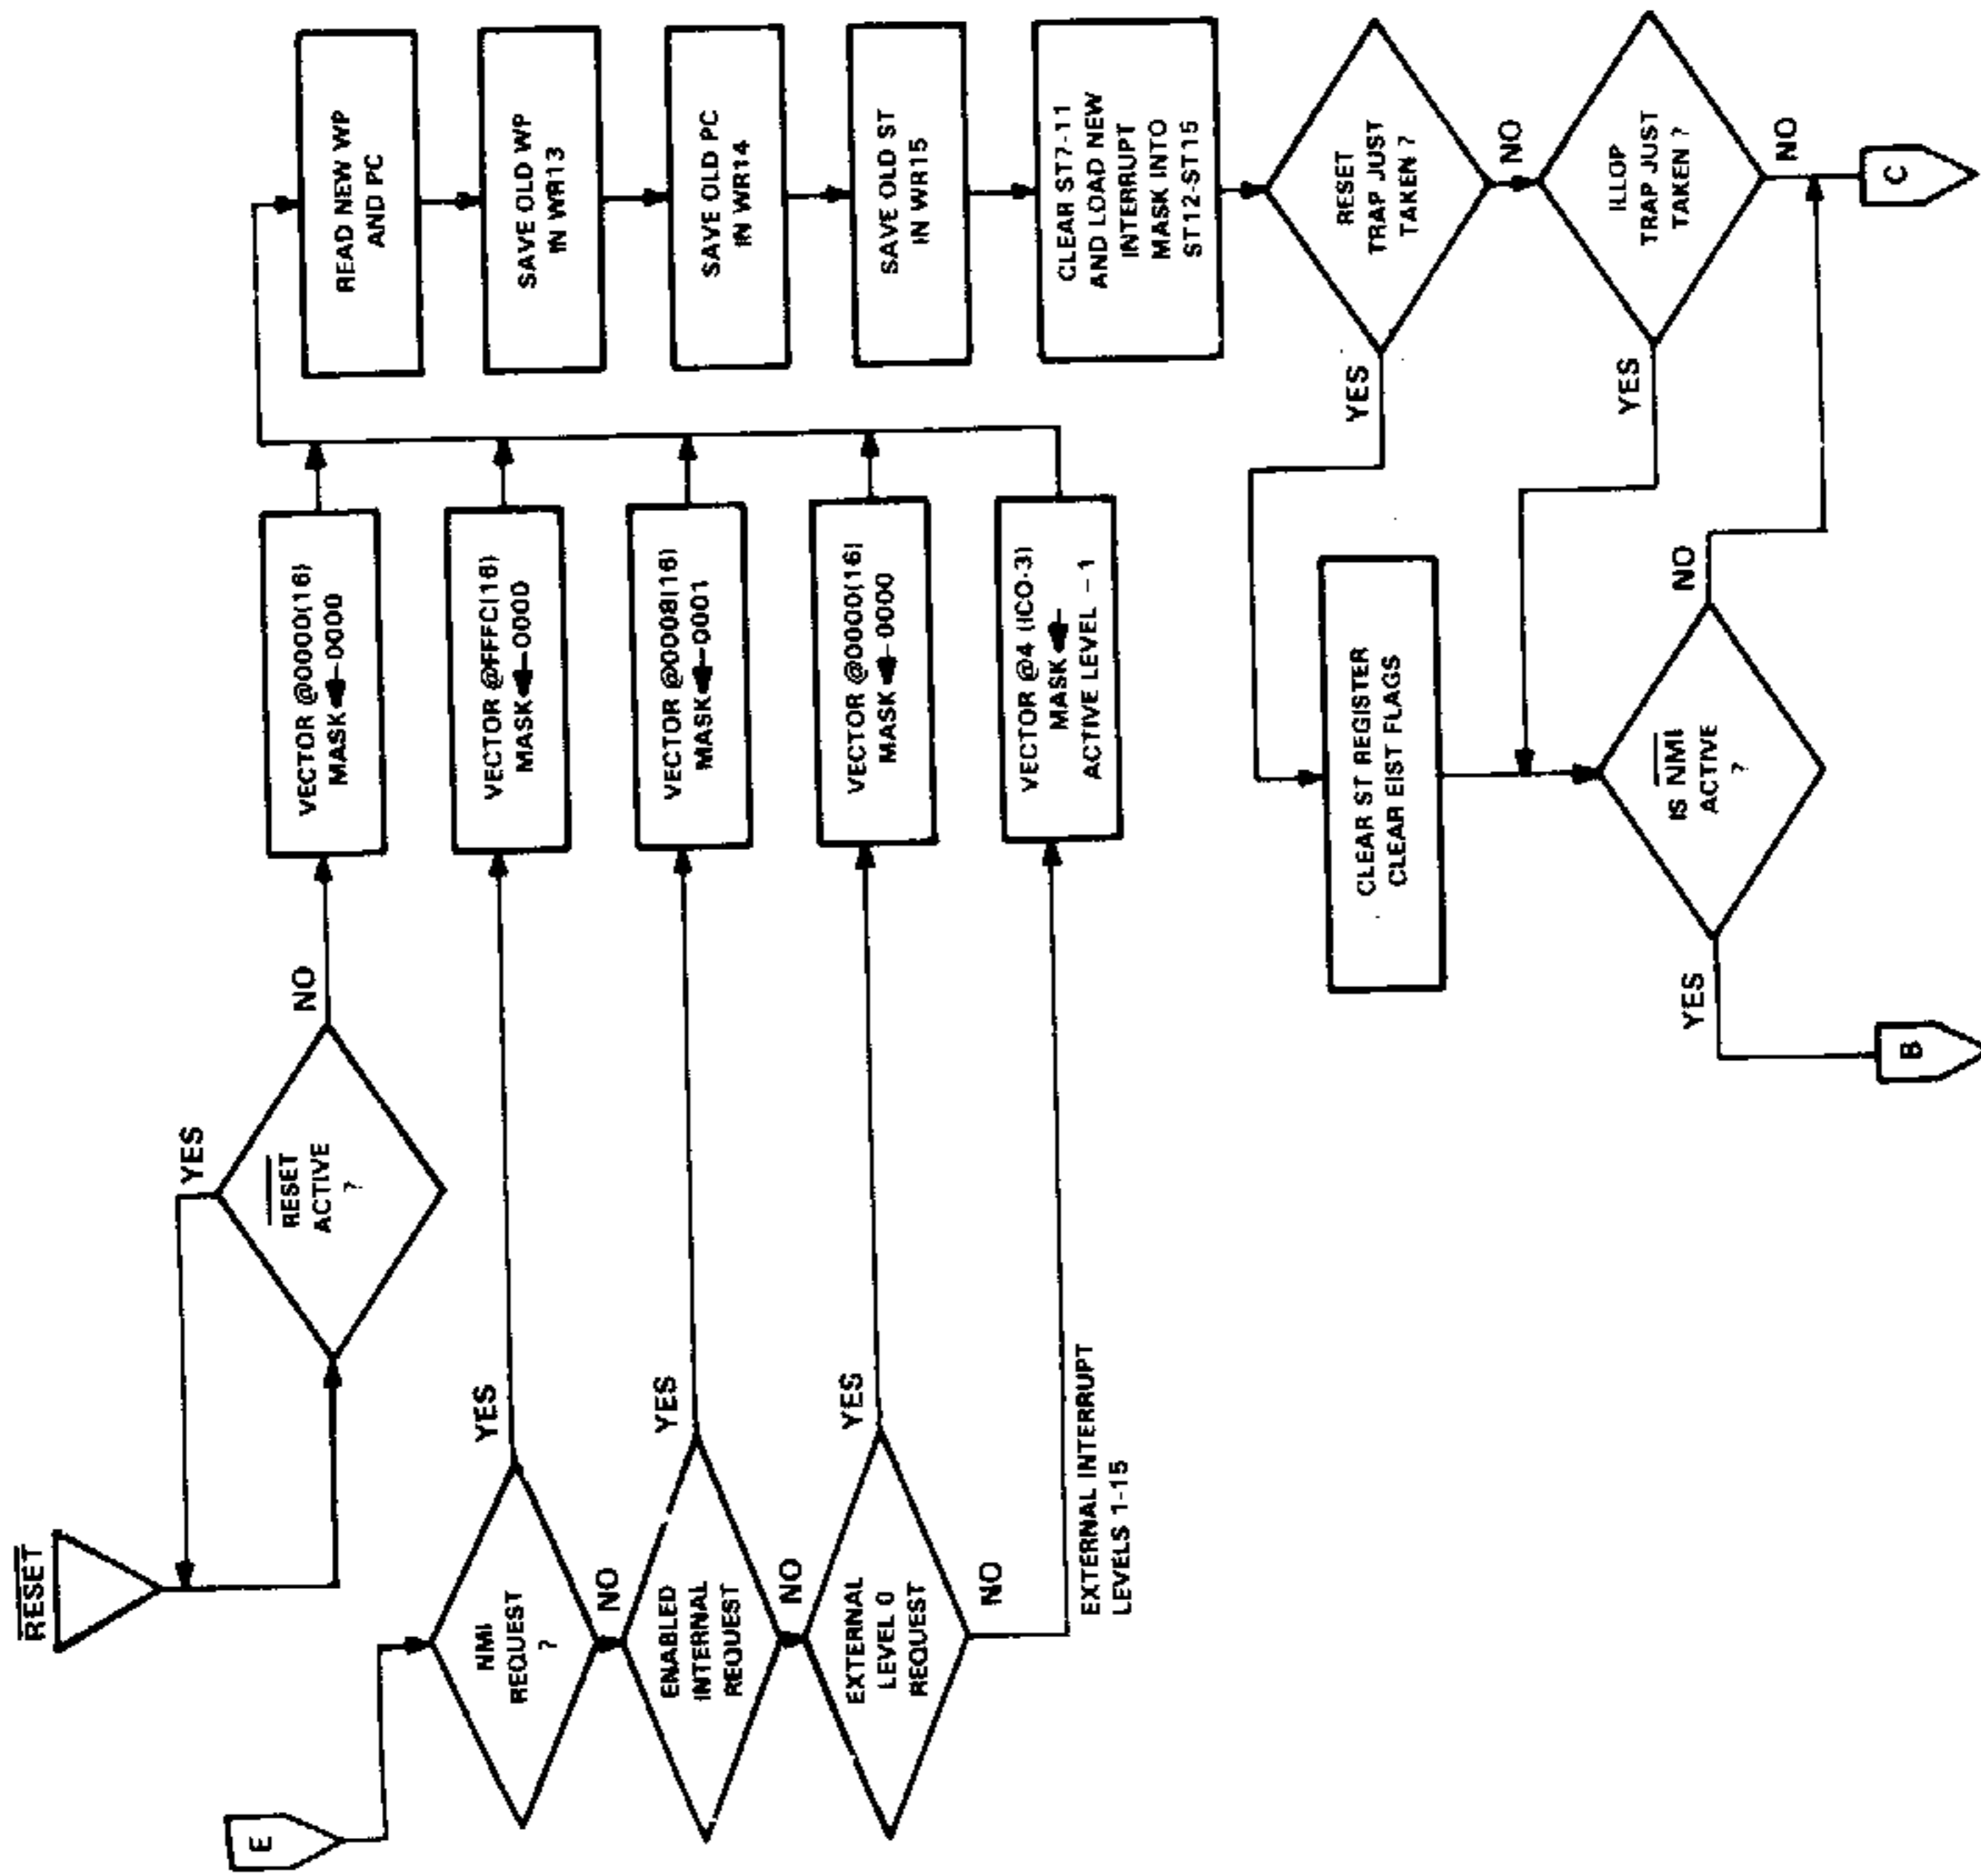 RESET
YES
RESET
ACTIVE
?
NO
VECTOR @0000(16)
MASK←0000
READ NEW WP
AND PC
E
NMI
REQUEST
?
YES
NO
VECTOR @FFFC(16)
MASK←0000
SAVE OLD WP
IN WR13
ENABLED
INTERNAL
REQUEST
YES
NO
VECTOR @0008(16)
MASK←0001
SAVE OLD PC
IN WR14
EXTERNAL
LEVEL 0
REQUEST
YES
NO
VECTOR @0000(16)
MASK←0000
SAVE OLD ST
IN WR15
EXTERNAL INTERRUPT
LEVELS 1-15
VECTOR @4 (IC0-3)
MASK←
ACTIVE LEVEL – 1
CLEAR ST7-11
AND LOAD NEW
INTERRUPT
MASK INTO
ST12-ST15
RESET
TRAP JUST
TAKEN ?
YES
NO
CLEAR ST REGISTER
CLEAR EIST FLAGS
ILLOP
TRAP JUST
TAKEN ?
YES
NO
IS NMI
ACTIVE
?
YES
NO
B
C